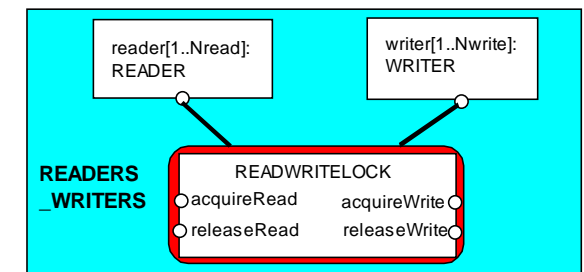 reader[1..Nread]:
READER
writer[1..Nwrite]:
WRITER
READERS
_WRITERS
READWRITELOCK
acquireRead
acquireWrite
releaseRead
releaseWrite